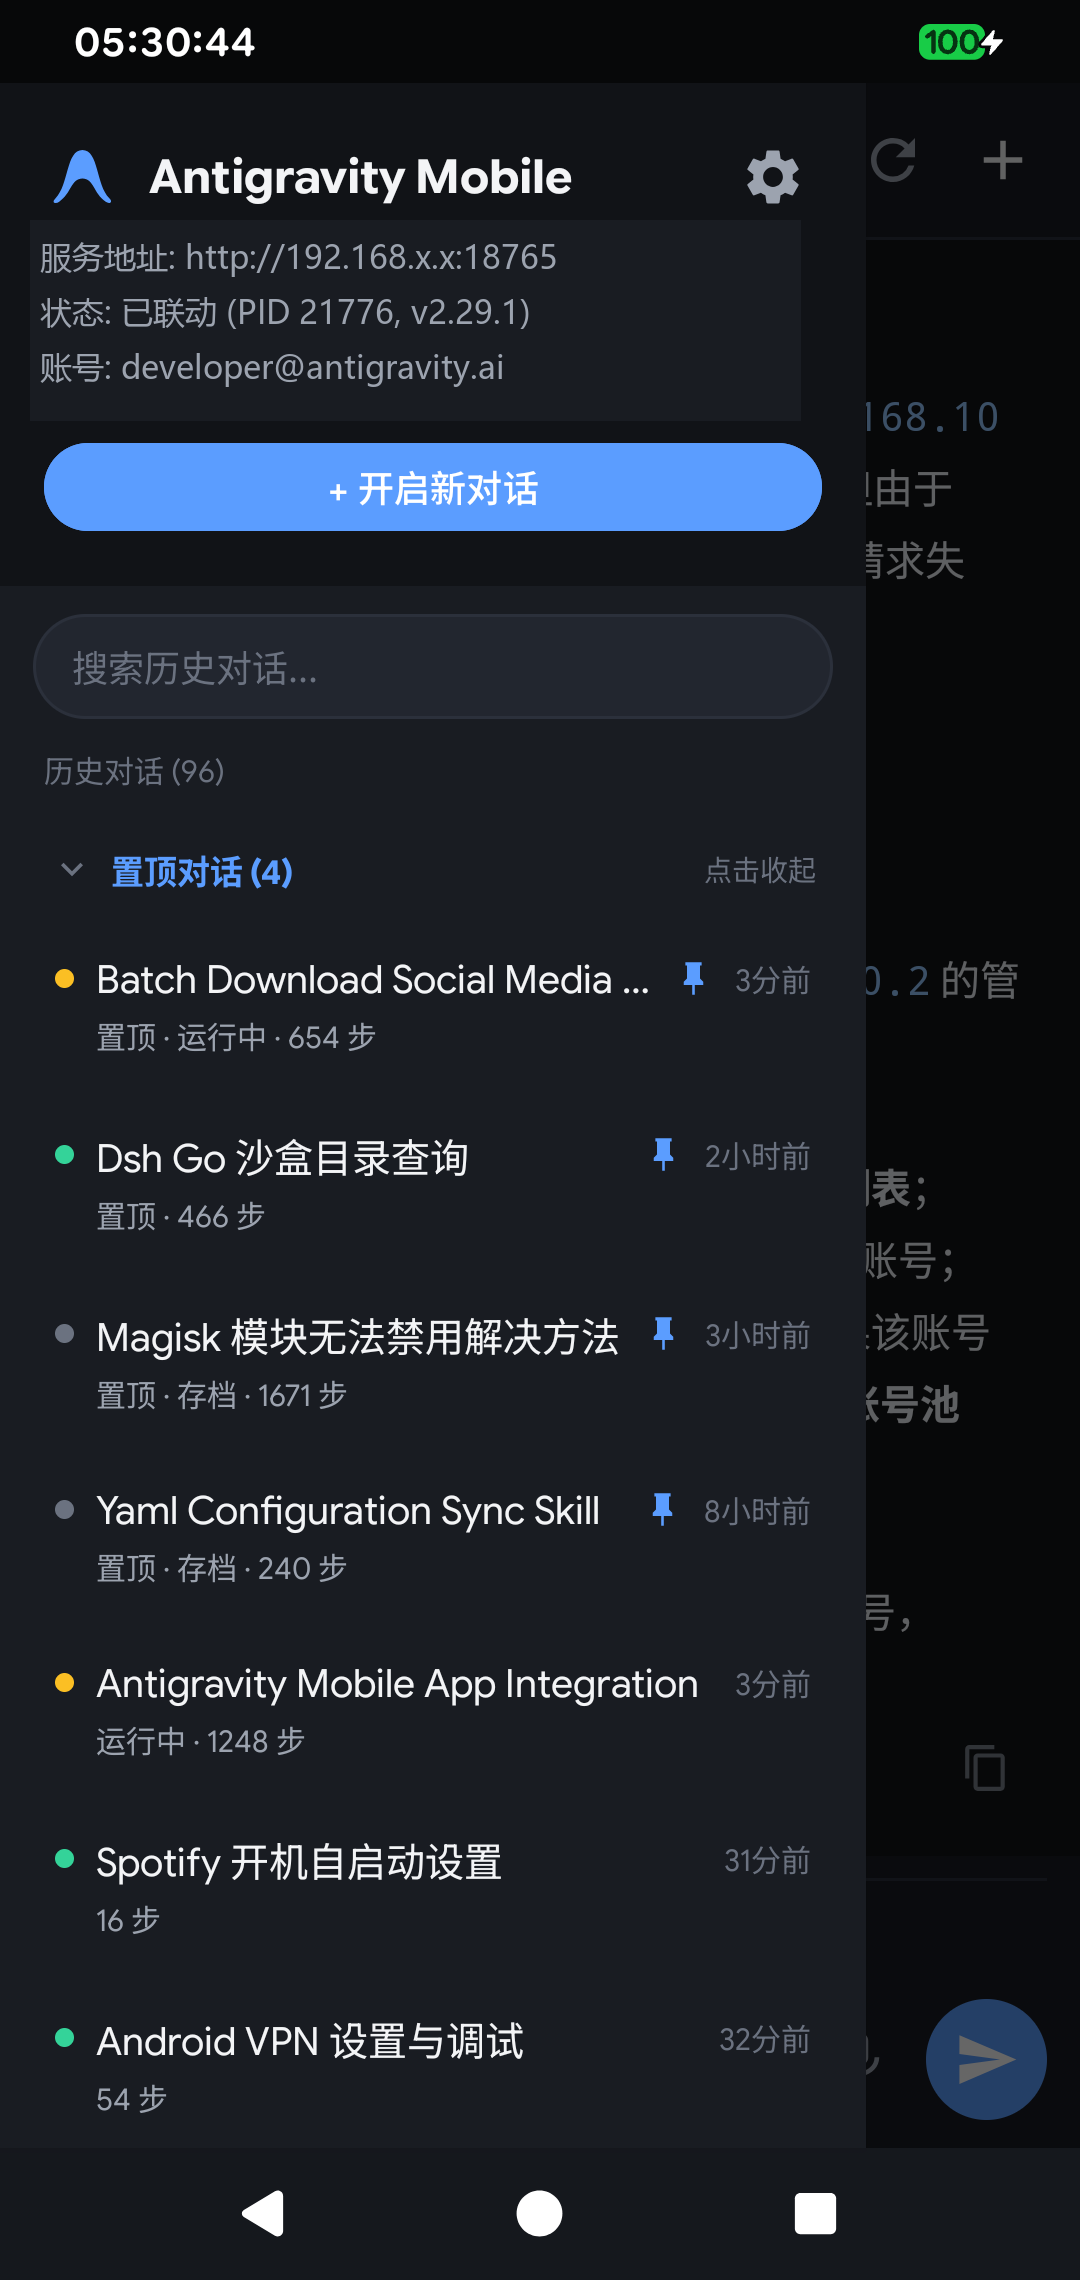 05:30:44
100
Antigravity Mobile
服务地址: http://192.168.x.x:18765
状态: 已联动 (PID 21776, v2.29.1)
账号: developer@antigravity.ai
+ 开启新对话
搜索历史对话...
历史对话 (96)
置顶对话 (4)
点击收起
Batch Download Social Media ...
3分前
置顶 · 运行中 · 654 步
Dsh Go 沙盒目录查询
2小时前
置顶 · 466 步
Magisk 模块无法禁用解决方法
3小时前
置顶 · 存档 · 1671 步
Yaml Configuration Sync Skill
8小时前
置顶 · 存档 · 240 步
Antigravity Mobile App Integration
3分前
运行中 · 1248 步
Spotify 开机自启动设置
31分前
16 步
Android VPN 设置与调试
32分前
54 步
168.10
由于
请求失
0.2 的管
表；
账号；
该账号
账号池
号，